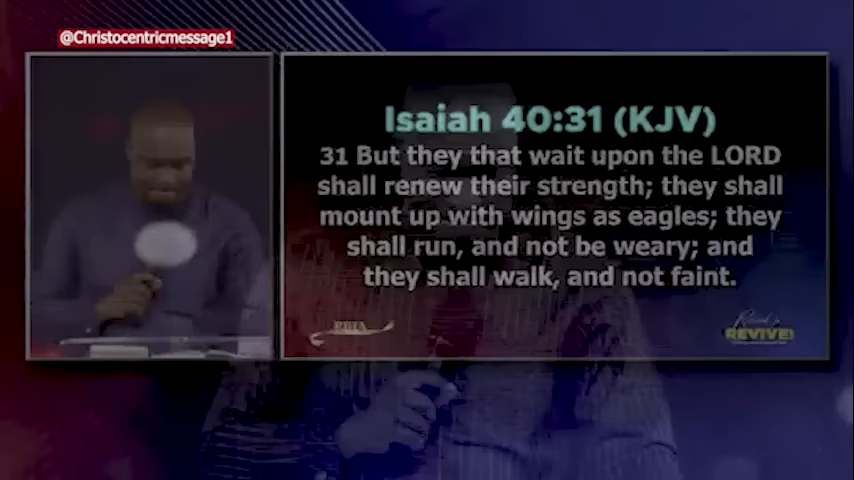 @Christocentricmessage1
Isaiah 40:31 (KJV)
31 But they that wait upon the LORD
shall renew their strength; they shall
mount up with wings as eagles; they
shall run, and not be weary; and
they shall walk, and not faint.
REVIVE!